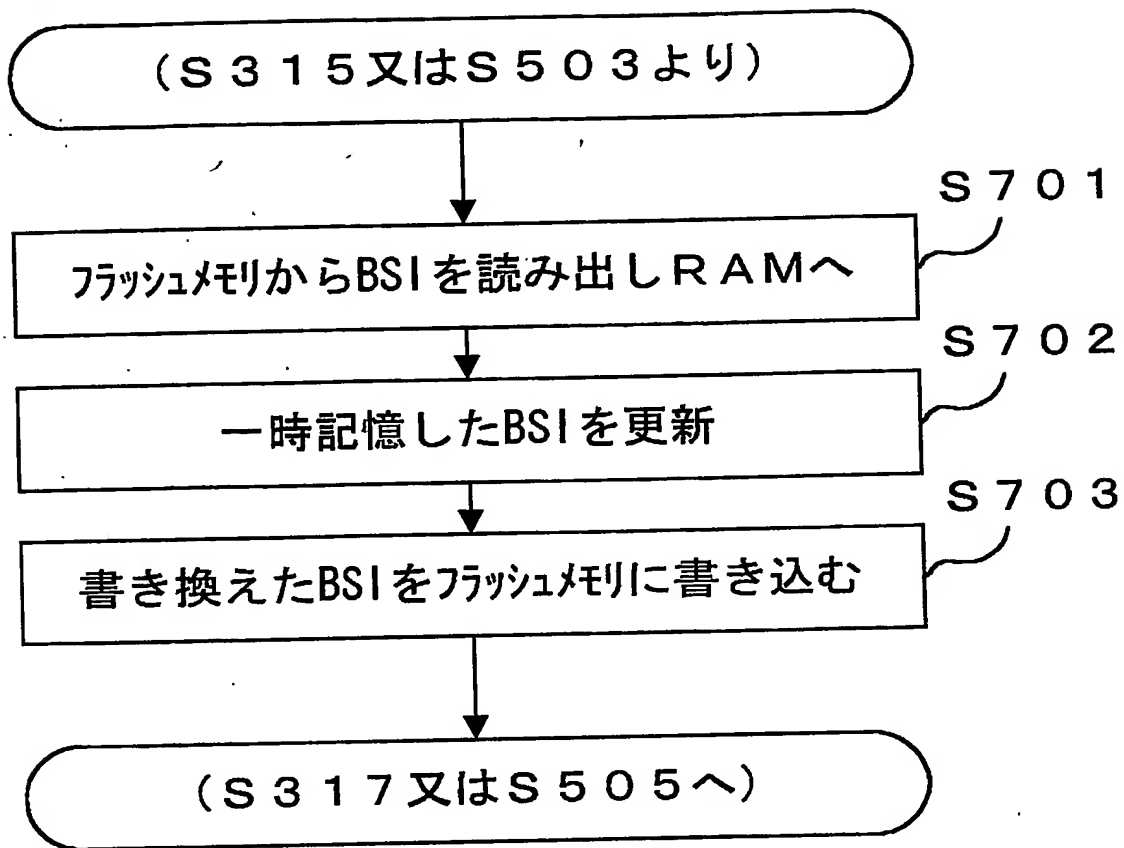 (S315又はS503より)
S701
フラッシュメモリからBSIを読み出しRAMへ
S702
一時記憶したBSIを更新
S703
書き換えたBSIをフラッシュメモリに書き込む
(S317又はS505へ)